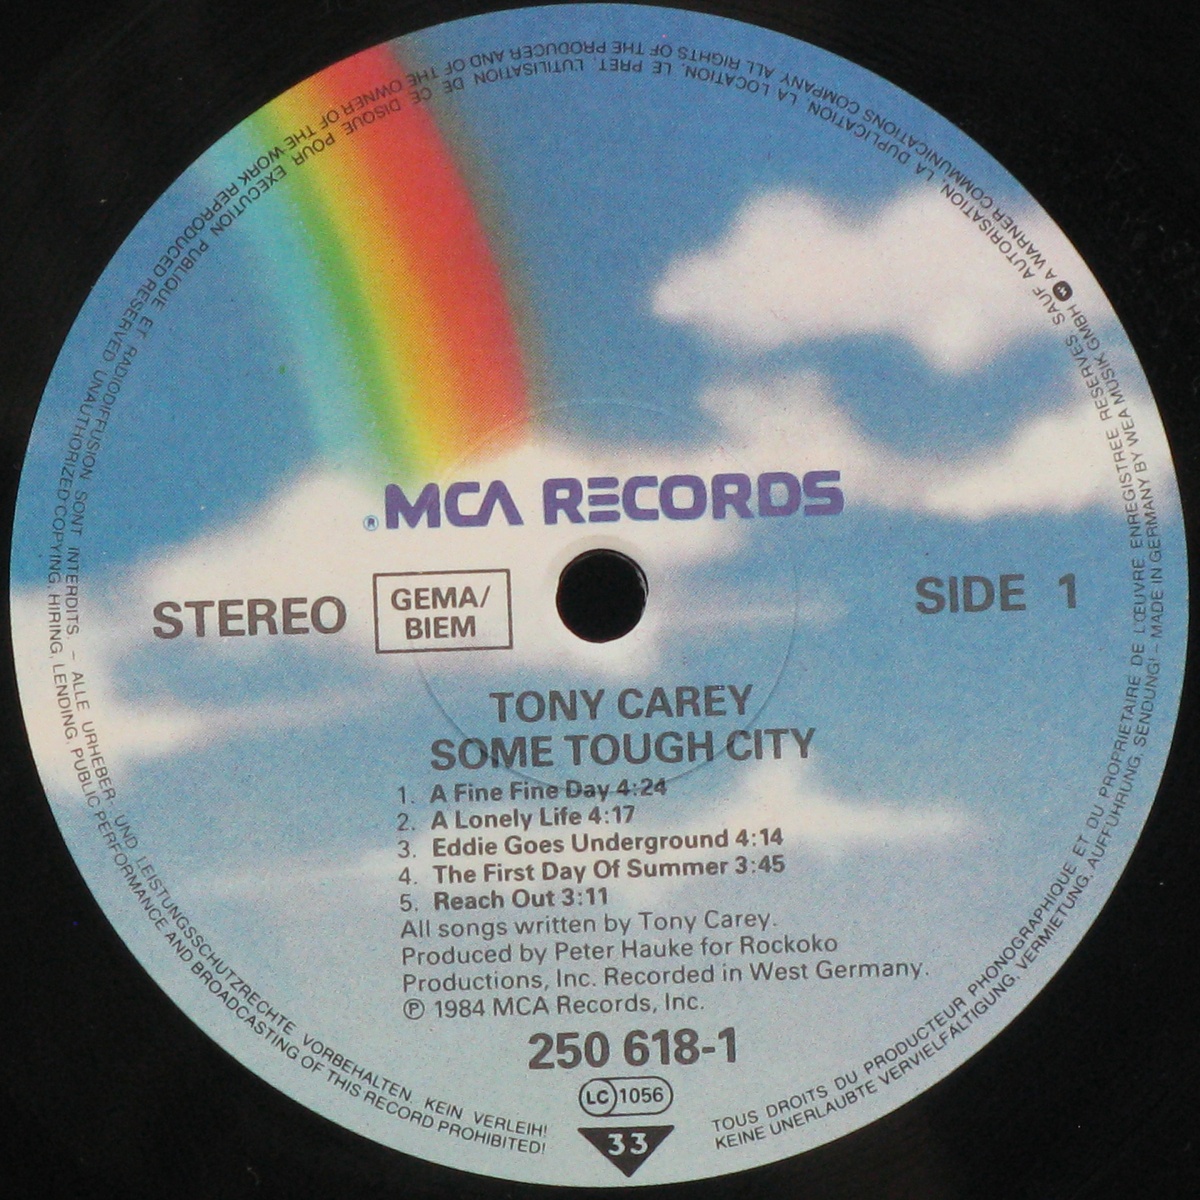 ® MCA RECORDS
STEREO
GEMA/
BIEM
SIDE 1
TONY CAREY
SOME TOUGH CITY
1. A Fine Fine Day 4:24
2. A Lonely Life 4:17
3. Eddie Goes Underground 4:14
4. The First Day Of Summer 3:45
5. Reach Out 3:11
All songs written by Tony Carey.
Produced by Peter Hauke for Rockoko
Productions, Inc. Recorded in West Germany.
℗ 1984 MCA Records, Inc.
250 618-1
LC 1056
33
TOUS DROITS DU PRODUCTEUR PHONOGRAPHIQUE ET DU PROPRIETAIRE DE L'ŒUVRE ENREGISTREE RESERVES SAUF AUTORISATION, LA DUPLICATION, LA LOCATION, LE PRET, L'UTILISATION DE CE DISQUE POUR EXECUTION PUBLIQUE ET RADIODIFFUSION SONT INTERDITS. – ALLE URHEBER- UND LEISTUNGSSCHUTZRECHTE VORBEHALTEN KEIN VERLEIH!
KEINE UNERLAUBTE VERVIELFÄLTIGUNG, VERMIETUNG, AUFFÜHRUNG, SENDUNG! – MADE IN GERMANY BY WEA MUSIK GMBH A WARNER COMMUNICATIONS COMPANY ALL RIGHTS OF THE PRODUCER AND OF THE OWNER OF THE WORK REPRODUCED RESERVED UNAUTHORIZED COPYING, HIRING, LENDING, PUBLIC PERFORMANCE AND BROADCASTING OF THIS RECORD PROHIBITED!